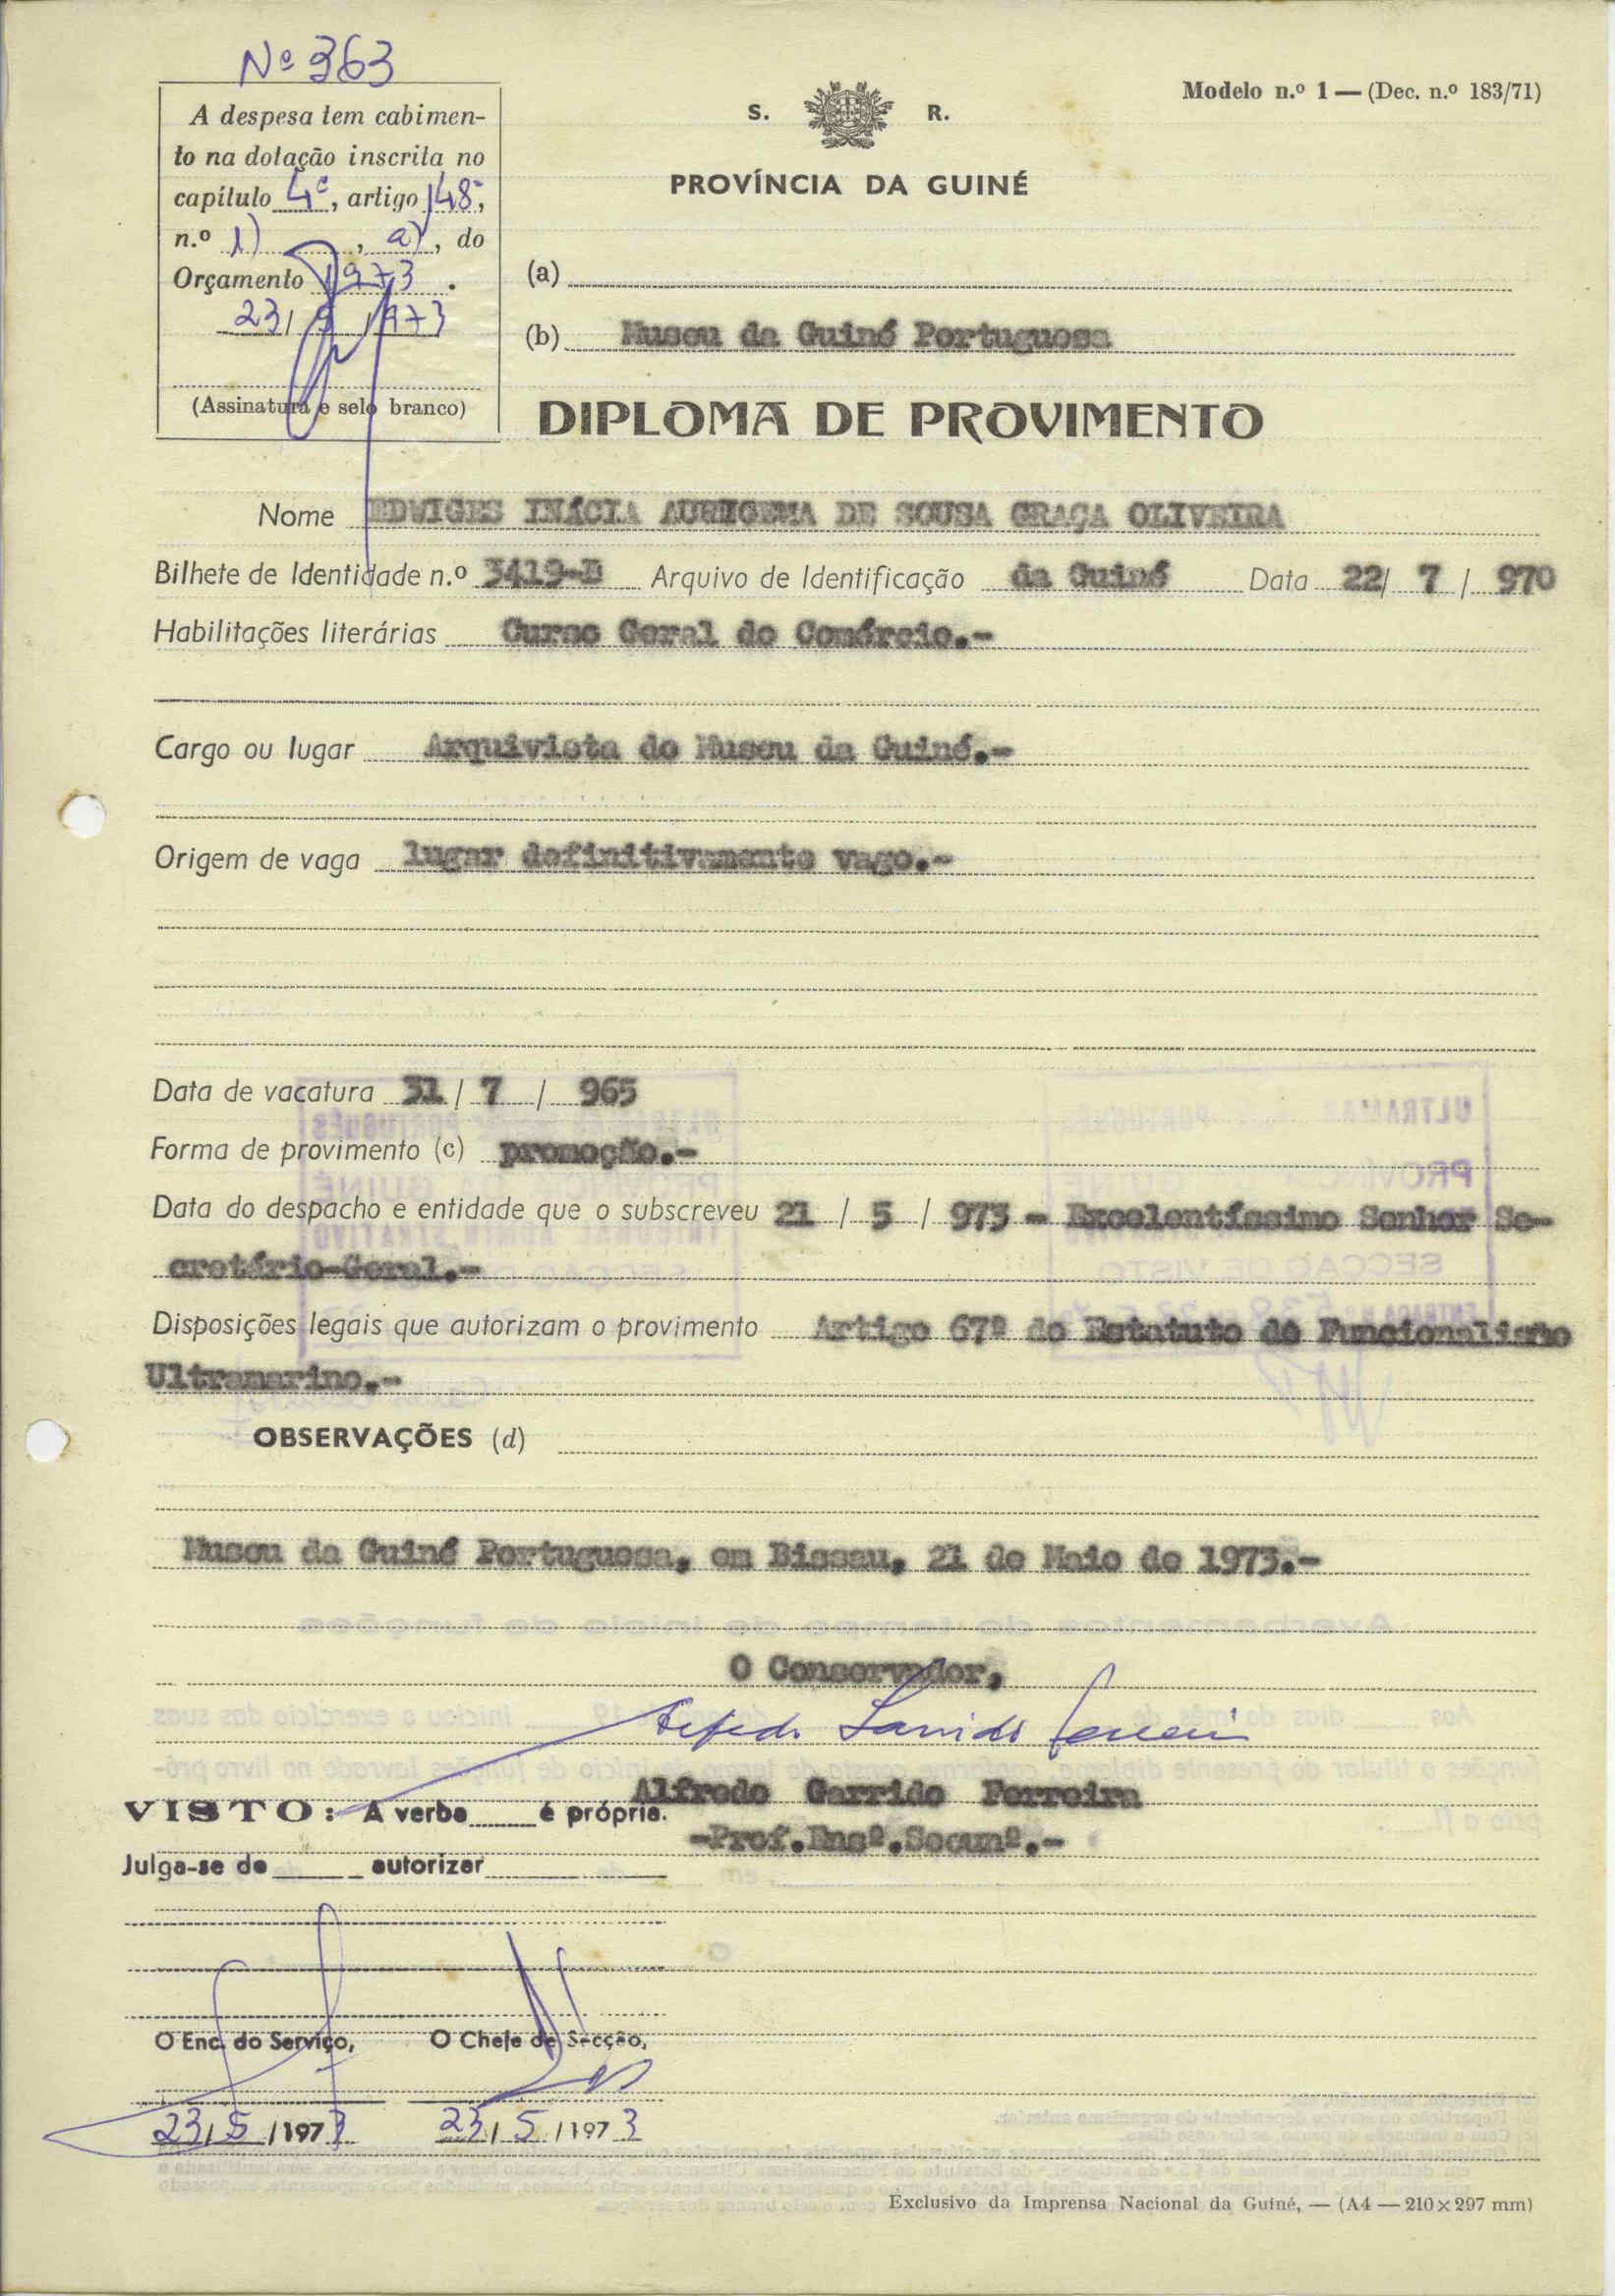 Nº 363
A despesa tem cabimen-
to na dotação inscrita no
capítulo 4º, artigo 148º,
n.º 1) , a), do
Orçamento 1973.
23/ 5 /973
(Assinatura e selo branco)
Modelo n.º 1 — (Dec. n.º 183/71)
S. R.
PROVÍNCIA DA GUINÉ
(a)
(b) Museu da Guiné Portuguesa
DIPLOMA DE PROVIMENTO
Nome EDWIGES INÁCIA AURIGEMA DE SOUSA GRAÇA OLIVEIRA
Bilhete de Identidade n.º 3419-B Arquivo de Identificação da Guiné Data 22/ 7 / 970
Habilitações literárias Curso Geral do Comércio.-
Cargo ou lugar Arquivista do Museu da Guiné.-
Origem de vaga lugar definitivamente vago.-
Data de vacatura 31 / 7 / 965
Forma de provimento (c) promoção.-
Data do despacho e entidade que o subscreveu 21 / 5 / 973 - Excelentíssimo Senhor Se-
cretário-Geral.-
Disposições legais que autorizam o provimento Artigo 67º do Estatuto do Funcionalismo
Ultramarino.-
OBSERVAÇÕES (d)
Museu da Guiné Portuguesa, em Bissau, 21 de Maio de 1973.-
O Conservador,
Alfredo Garrido Ferreira
Alfredo Garrido Ferreira
-Prof.Ensº.Secunº.-
VISTO: A verba é própria.
Julga-se de autorizar
O Enc. do Serviço, O Chefe de Secção,
23/ 5 /1973 23/ 5 /1973
Exclusivo da Imprensa Nacional da Guiné, — (A4 — 210 × 297 mm)